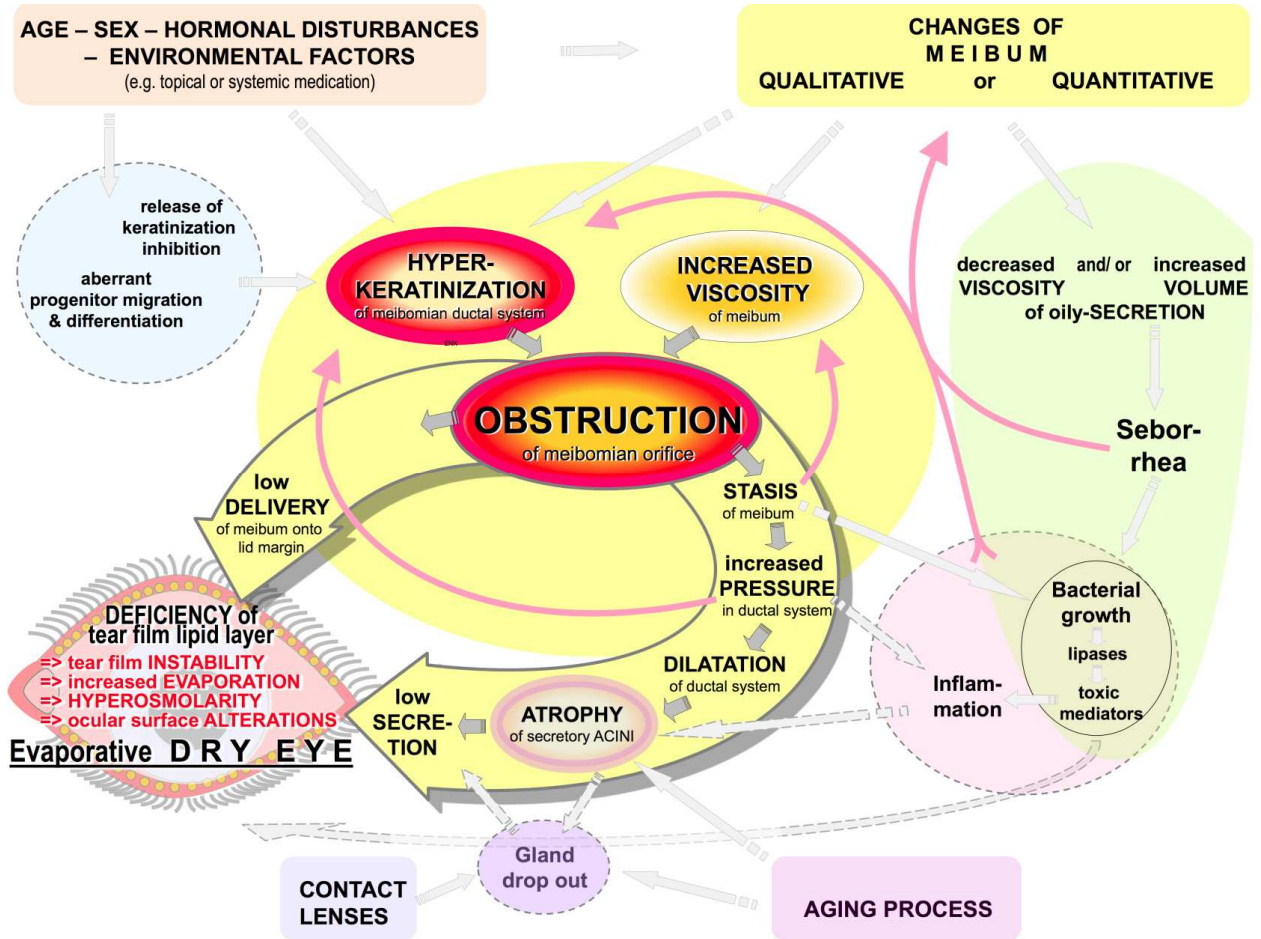 AGE – SEX – HORMONAL DISTURBANCES
– ENVIRONMENTAL FACTORS
(e.g. topical or systemic medication)
CHANGES OF
M E I B U M
QUALITATIVE or QUANTITATIVE
release of
keratinization
inhibition
aberrant
progenitor migration
& differentiation
HYPER-
KERATINIZATION
of meibomian ductal system
INCREASED
VISCOSITY
of meibum
decreased and/ or increased
VISCOSITY VOLUME
of oily-SECRETION
OBSTRUCTION
of meibomian orifice
Sebor-
rhea
low
DELIVERY
of meibum onto
lid margin
STASIS
of meibum
increased
PRESSURE
in ductal system
DILATATION
of ductal system
Bacterial
growth
lipases
toxic
mediators
Inflam-
mation
DEFICIENCY of
tear film lipid layer
=> tear film INSTABILITY
=> increased EVAPORATION
=> HYPEROSMOLARITY
=> ocular surface ALTERATIONS
Evaporative D R Y E Y E
low
SECRE-
TION
ATROPHY
of secretory ACINI
Gland
drop out
CONTACT
LENSES
AGING PROCESS